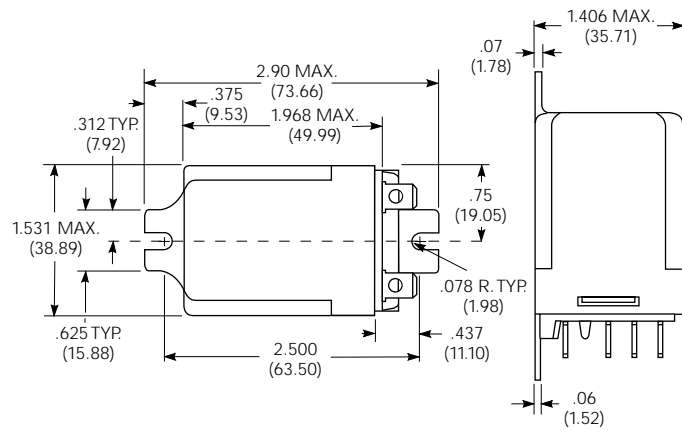 1.406 MAX.
(35.71)
.07
(1.78)
2.90 MAX.
(73.66)
.375
(9.53)
1.968 MAX.
(49.99)
.312 TYP.
(7.92)
.75
(19.05)
1.531 MAX.
(38.89)
.078 R. TYP.
(1.98)
.625 TYP.
(15.88)
2.500
(63.50)
.437
(11.10)
.06
(1.52)